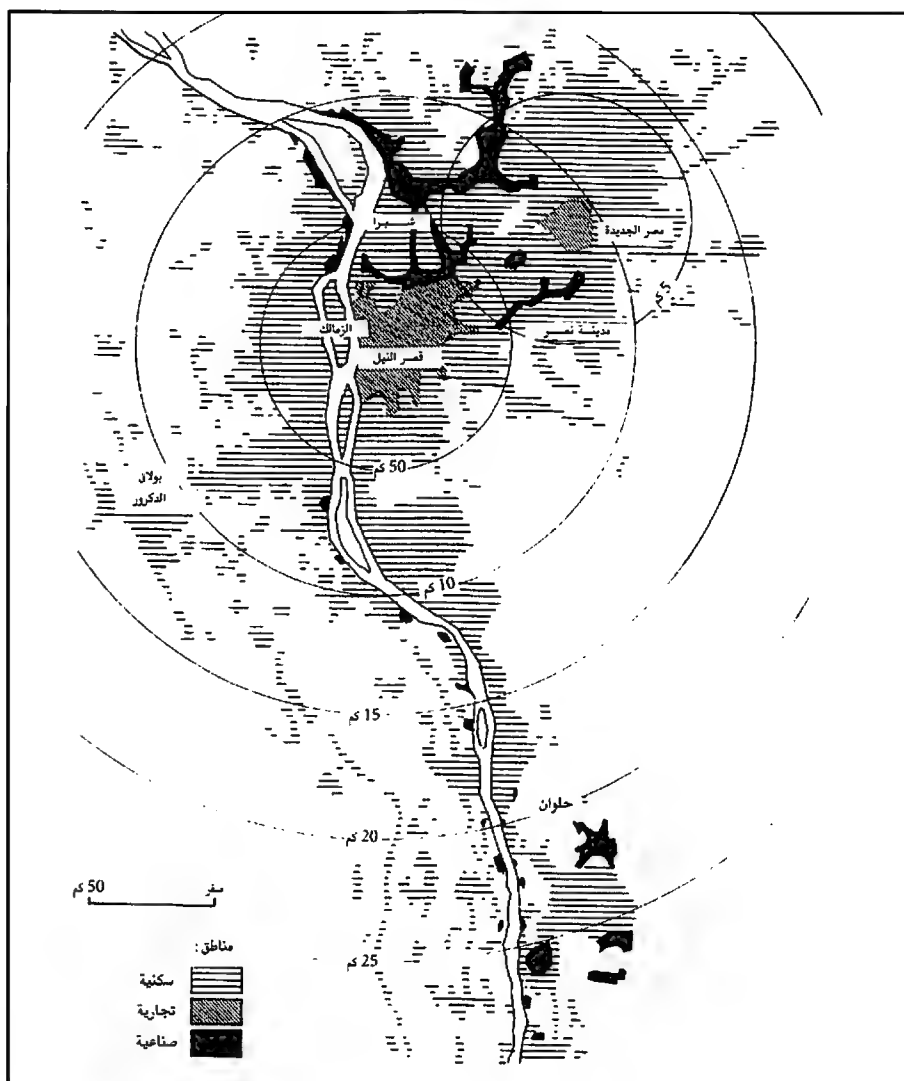 شبرا
مصر الجديدة
5 كم
الزمالك
مدينة نصر
قصر النيل
50 كم
بولاق
الدكرور
10 كم
15 كم
حلوان
20 كم
50 كم
صفر
25 كم
مناطق:
سكنية
تجارية
صناعية